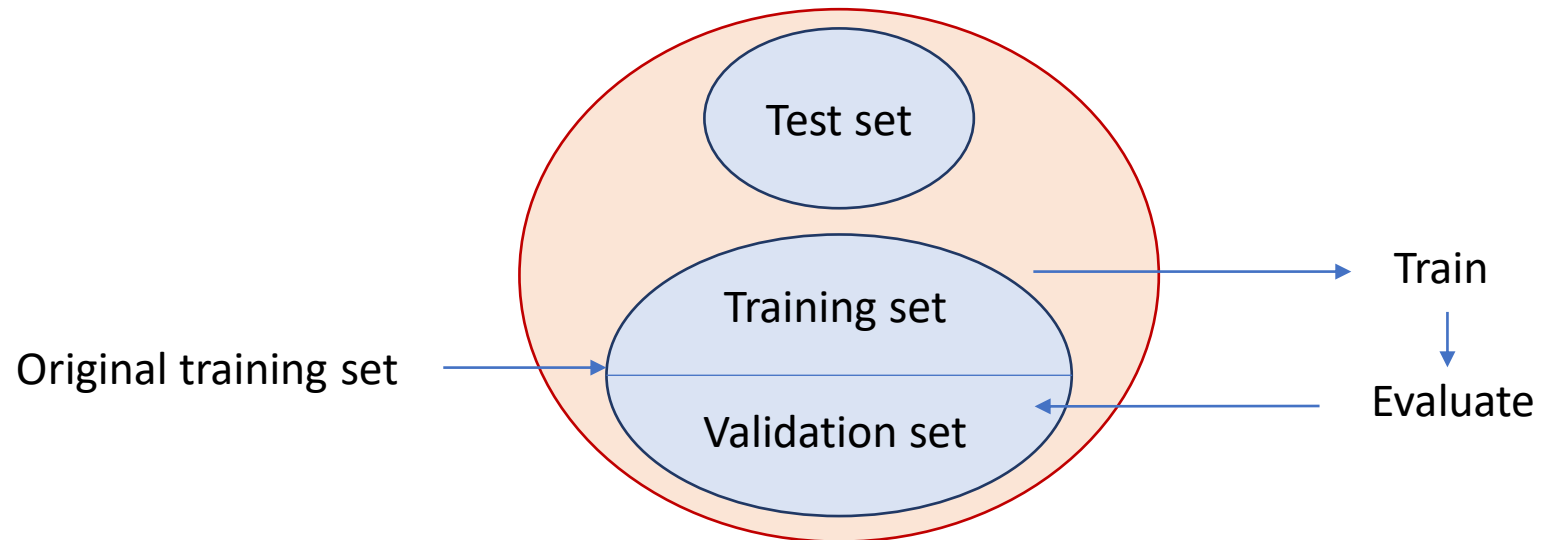 Test set
Training set
Train
Original training set
Validation set
Evaluate